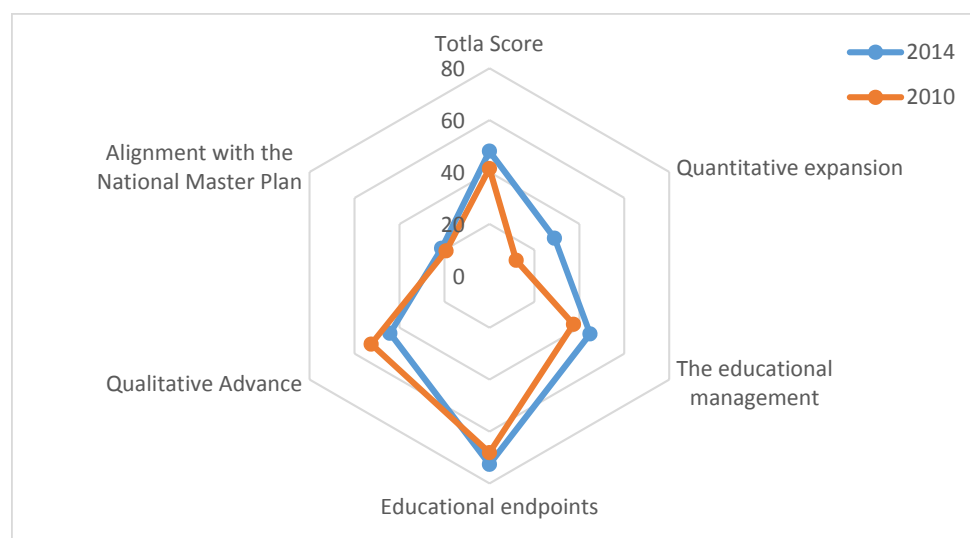 Totla Score
2014
2010
80
60
40
20
0
Quantitative expansion
The educational
management
Educational endpoints
Qualitative Advance
Alignment with the
National Master Plan